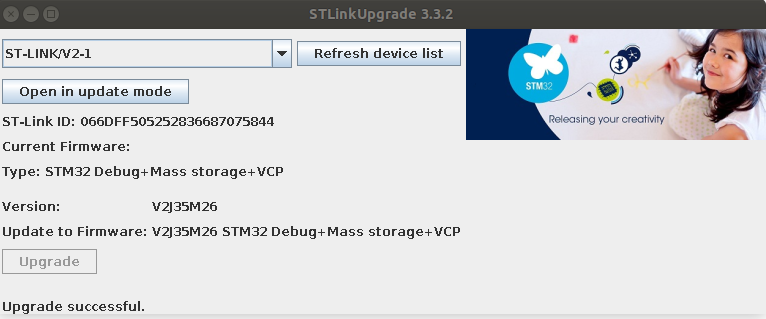 STLinkUpgrade 3.3.2
ST-LINK/V2-1
Refresh device list
Open in update mode
STM32
Releasing your creativity
ST-Link ID: 066DFF505252836687075844
Current Firmware:
Type: STM32 Debug+Mass storage+VCP
Version: V2J35M26
Update to Firmware: V2J35M26 STM32 Debug+Mass storage+VCP
Upgrade
Upgrade successful.